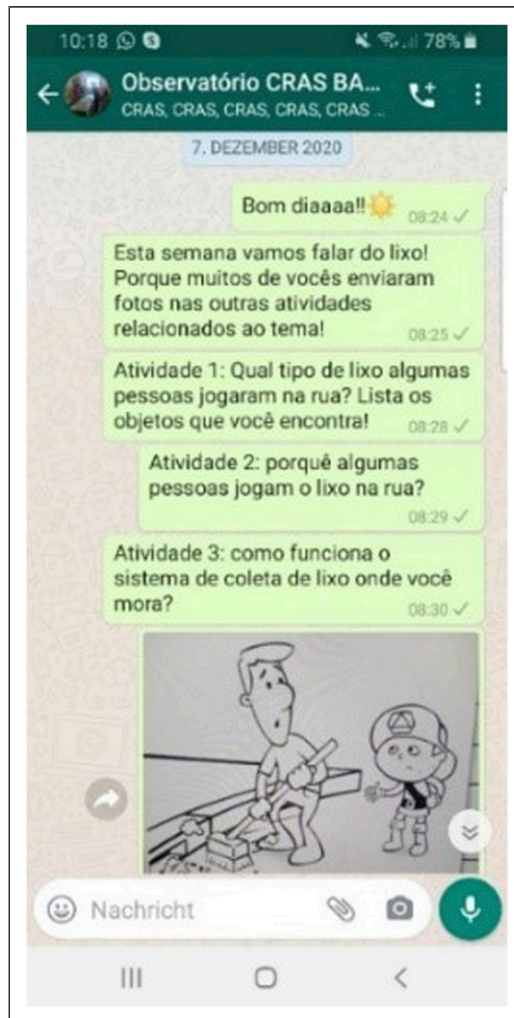 10:18 78%
Observatório CRAS BA...
CRAS, CRAS, CRAS, CRAS, CRAS ...
7. DEZEMBER 2020
Bom diaaaa!!☀️ 08:24
Esta semana vamos falar do lixo!
Porque muitos de vocês enviaram
fotos nas outras atividades
relacionados ao tema! 08:25
Atividade 1: Qual tipo de lixo algumas
pessoas jogaram na rua? Lista os
objetos que você encontra! 08:28
Atividade 2: porquê algumas
pessoas jogam o lixo na rua?
08:29
Atividade 3: como funciona o
sistema de coleta de lixo onde você
mora? 08:30
Nachricht